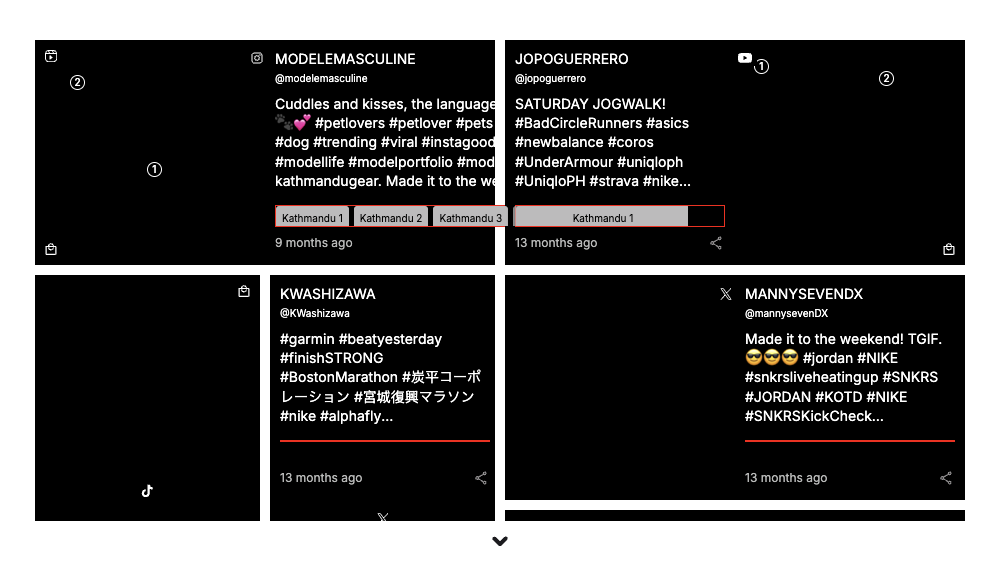 ②
①
MODELEMASCULINE
@modelemasculine
Cuddles and kisses, the language
🐾💕 #petlovers #petlover #pets
#dog #trending #viral #instagood
#modellife #modelportfolio #mod
kathmandugear. Made it to the we
Kathmandu 1 Kathmandu 2 Kathmandu 3
9 months ago
JOPOGUERRERO
@jopoguerrero
SATURDAY JOGWALK!
#BadCircleRunners #asics
#newbalance #coros
#UnderArmour #uniqloph
#UniqloPH #strava #nike...
Kathmandu 1
13 months ago
①
②
KWASHIZAWA
@KWashizawa
#garmin #beatyesterday
#finishSTRONG
#BostonMarathon #炭平コーポ
レーション #宮城復興マラソン
#nike #alphafly...
13 months ago
MANNYSEVENDX
@mannysevenDX
Made it to the weekend! TGIF.
😎😎😎 #jordan #NIKE
#snkrsliveheatingup #SNKRS
#JORDAN #KOTD #NIKE
#SNKRSKickCheck...
13 months ago